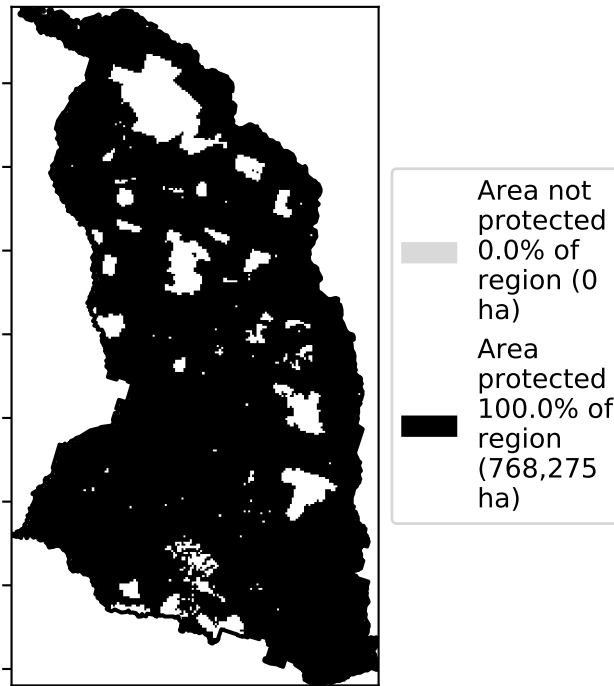 Area not
protected
0.0% of
region (0
ha)
Area
protected
100.0% of
region
(768,275
ha)